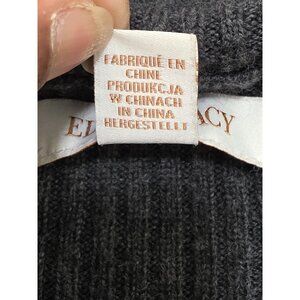 FABRIQUÉ EN
CHINE
PRODUKCJA
W CHINACH
IN CHINA
HERGESTELLT